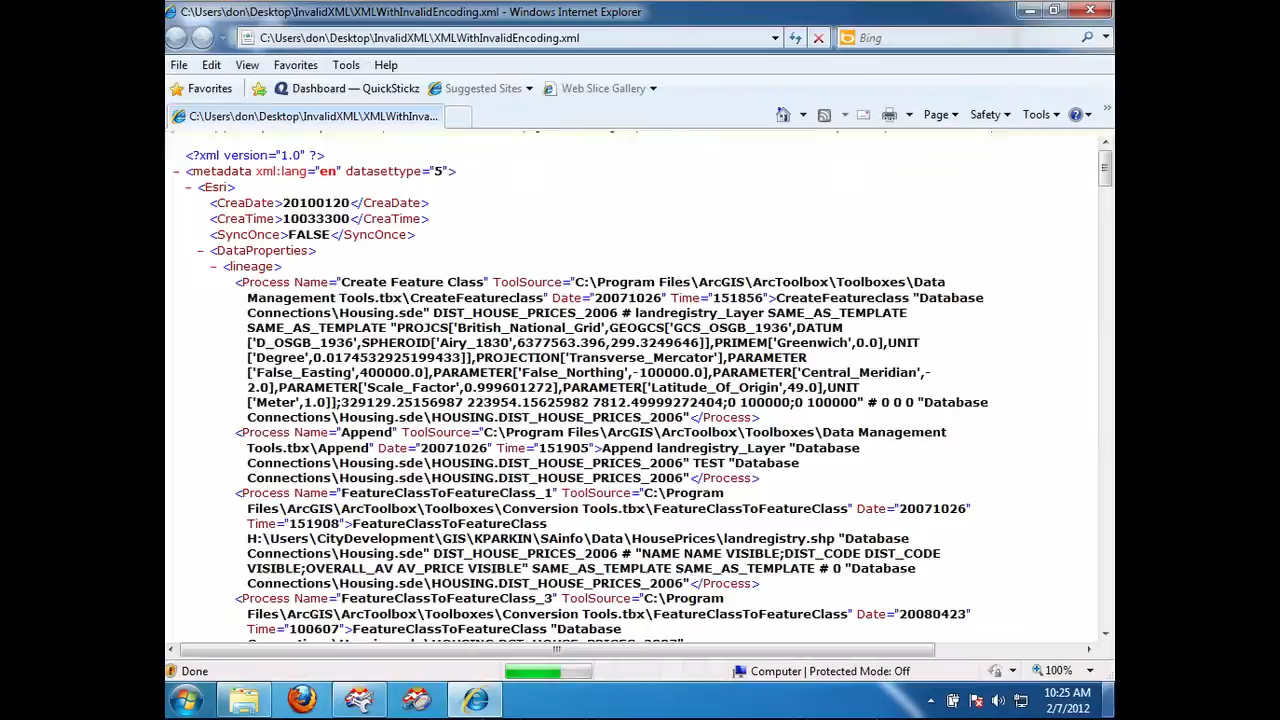 C:\Users\don\Desktop\InvalidXML\XMLWithInvalidEncoding.xml - Windows Internet Explorer
C:\Users\don\Desktop\InvalidXML\XMLWithInvalidEncoding.xml
Bing
File Edit View Favorites Tools Help
Favorites Dashboard — QuickStickz Suggested Sites Web Slice Gallery
C:\Users\don\Desktop\InvalidXML\XMLWithInva...
Page Safety Tools
<?xml version="1.0" ?>
- <metadata xml:lang="en" datasettype="5">
- <Esri>
<CreaDate>20100120</CreaDate>
<CreaTime>10033300</CreaTime>
<SyncOnce>FALSE</SyncOnce>
- <DataProperties>
- <lineage>
<Process Name="Create Feature Class" ToolSource="C:\Program Files\ArcGIS\ArcToolbox\Toolboxes\Data
Management Tools.tbx\CreateFeatureclass" Date="20071026" Time="151856">CreateFeatureclass "Database
Connections\Housing.sde" DIST_HOUSE_PRICES_2006 # landregistry_Layer SAME_AS_TEMPLATE
SAME_AS_TEMPLATE "PROJCS['British_National_Grid',GEOGCS['GCS_OSGB_1936',DATUM
['D_OSGB_1936',SPHEROID['Airy_1830',6377563.396,299.3249646]],PRIMEM['Greenwich',0.0],UNIT
['Degree',0.0174532925199433]],PROJECTION['Transverse_Mercator'],PARAMETER
['False_Easting',400000.0],PARAMETER['False_Northing',-100000.0],PARAMETER['Central_Meridian',-
2.0],PARAMETER['Scale_Factor',0.999601272],PARAMETER['Latitude_Of_Origin',49.0],UNIT
['Meter',1.0]];329129.25156987 223954.15625982 7812.49999272404;0 100000;0 100000" # 0 0 0 "Database
Connections\Housing.sde\HOUSING.DIST_HOUSE_PRICES_2006"</Process>
<Process Name="Append" ToolSource="C:\Program Files\ArcGIS\ArcToolbox\Toolboxes\Data Management
Tools.tbx\Append" Date="20071026" Time="151905">Append landregistry_Layer "Database
Connections\Housing.sde\HOUSING.DIST_HOUSE_PRICES_2006" TEST "Database
Connections\Housing.sde\HOUSING.DIST_HOUSE_PRICES_2006"</Process>
<Process Name="FeatureClassToFeatureClass_1" ToolSource="C:\Program
Files\ArcGIS\ArcToolbox\Toolboxes\Conversion Tools.tbx\FeatureClassToFeatureClass" Date="20071026"
Time="151908">FeatureClassToFeatureClass
H:\Users\CityDevelopment\GIS\KPARKIN\SAinfo\Data\HousePrices\landregistry.shp "Database
Connections\Housing.sde" DIST_HOUSE_PRICES_2006 # "NAME NAME VISIBLE;DIST_CODE DIST_CODE
VISIBLE;OVERALL_AV AV_PRICE VISIBLE" SAME_AS_TEMPLATE SAME_AS_TEMPLATE # 0 "Database
Connections\Housing.sde\HOUSING.DIST_HOUSE_PRICES_2006"</Process>
<Process Name="FeatureClassToFeatureClass_3" ToolSource="C:\Program
Files\ArcGIS\ArcToolbox\Toolboxes\Conversion Tools.tbx\FeatureClassToFeatureClass" Date="20080423"
Time="100607">FeatureClassToFeatureClass "Database
Done
Computer | Protected Mode: Off
100%
10:25 AM
2/7/2012